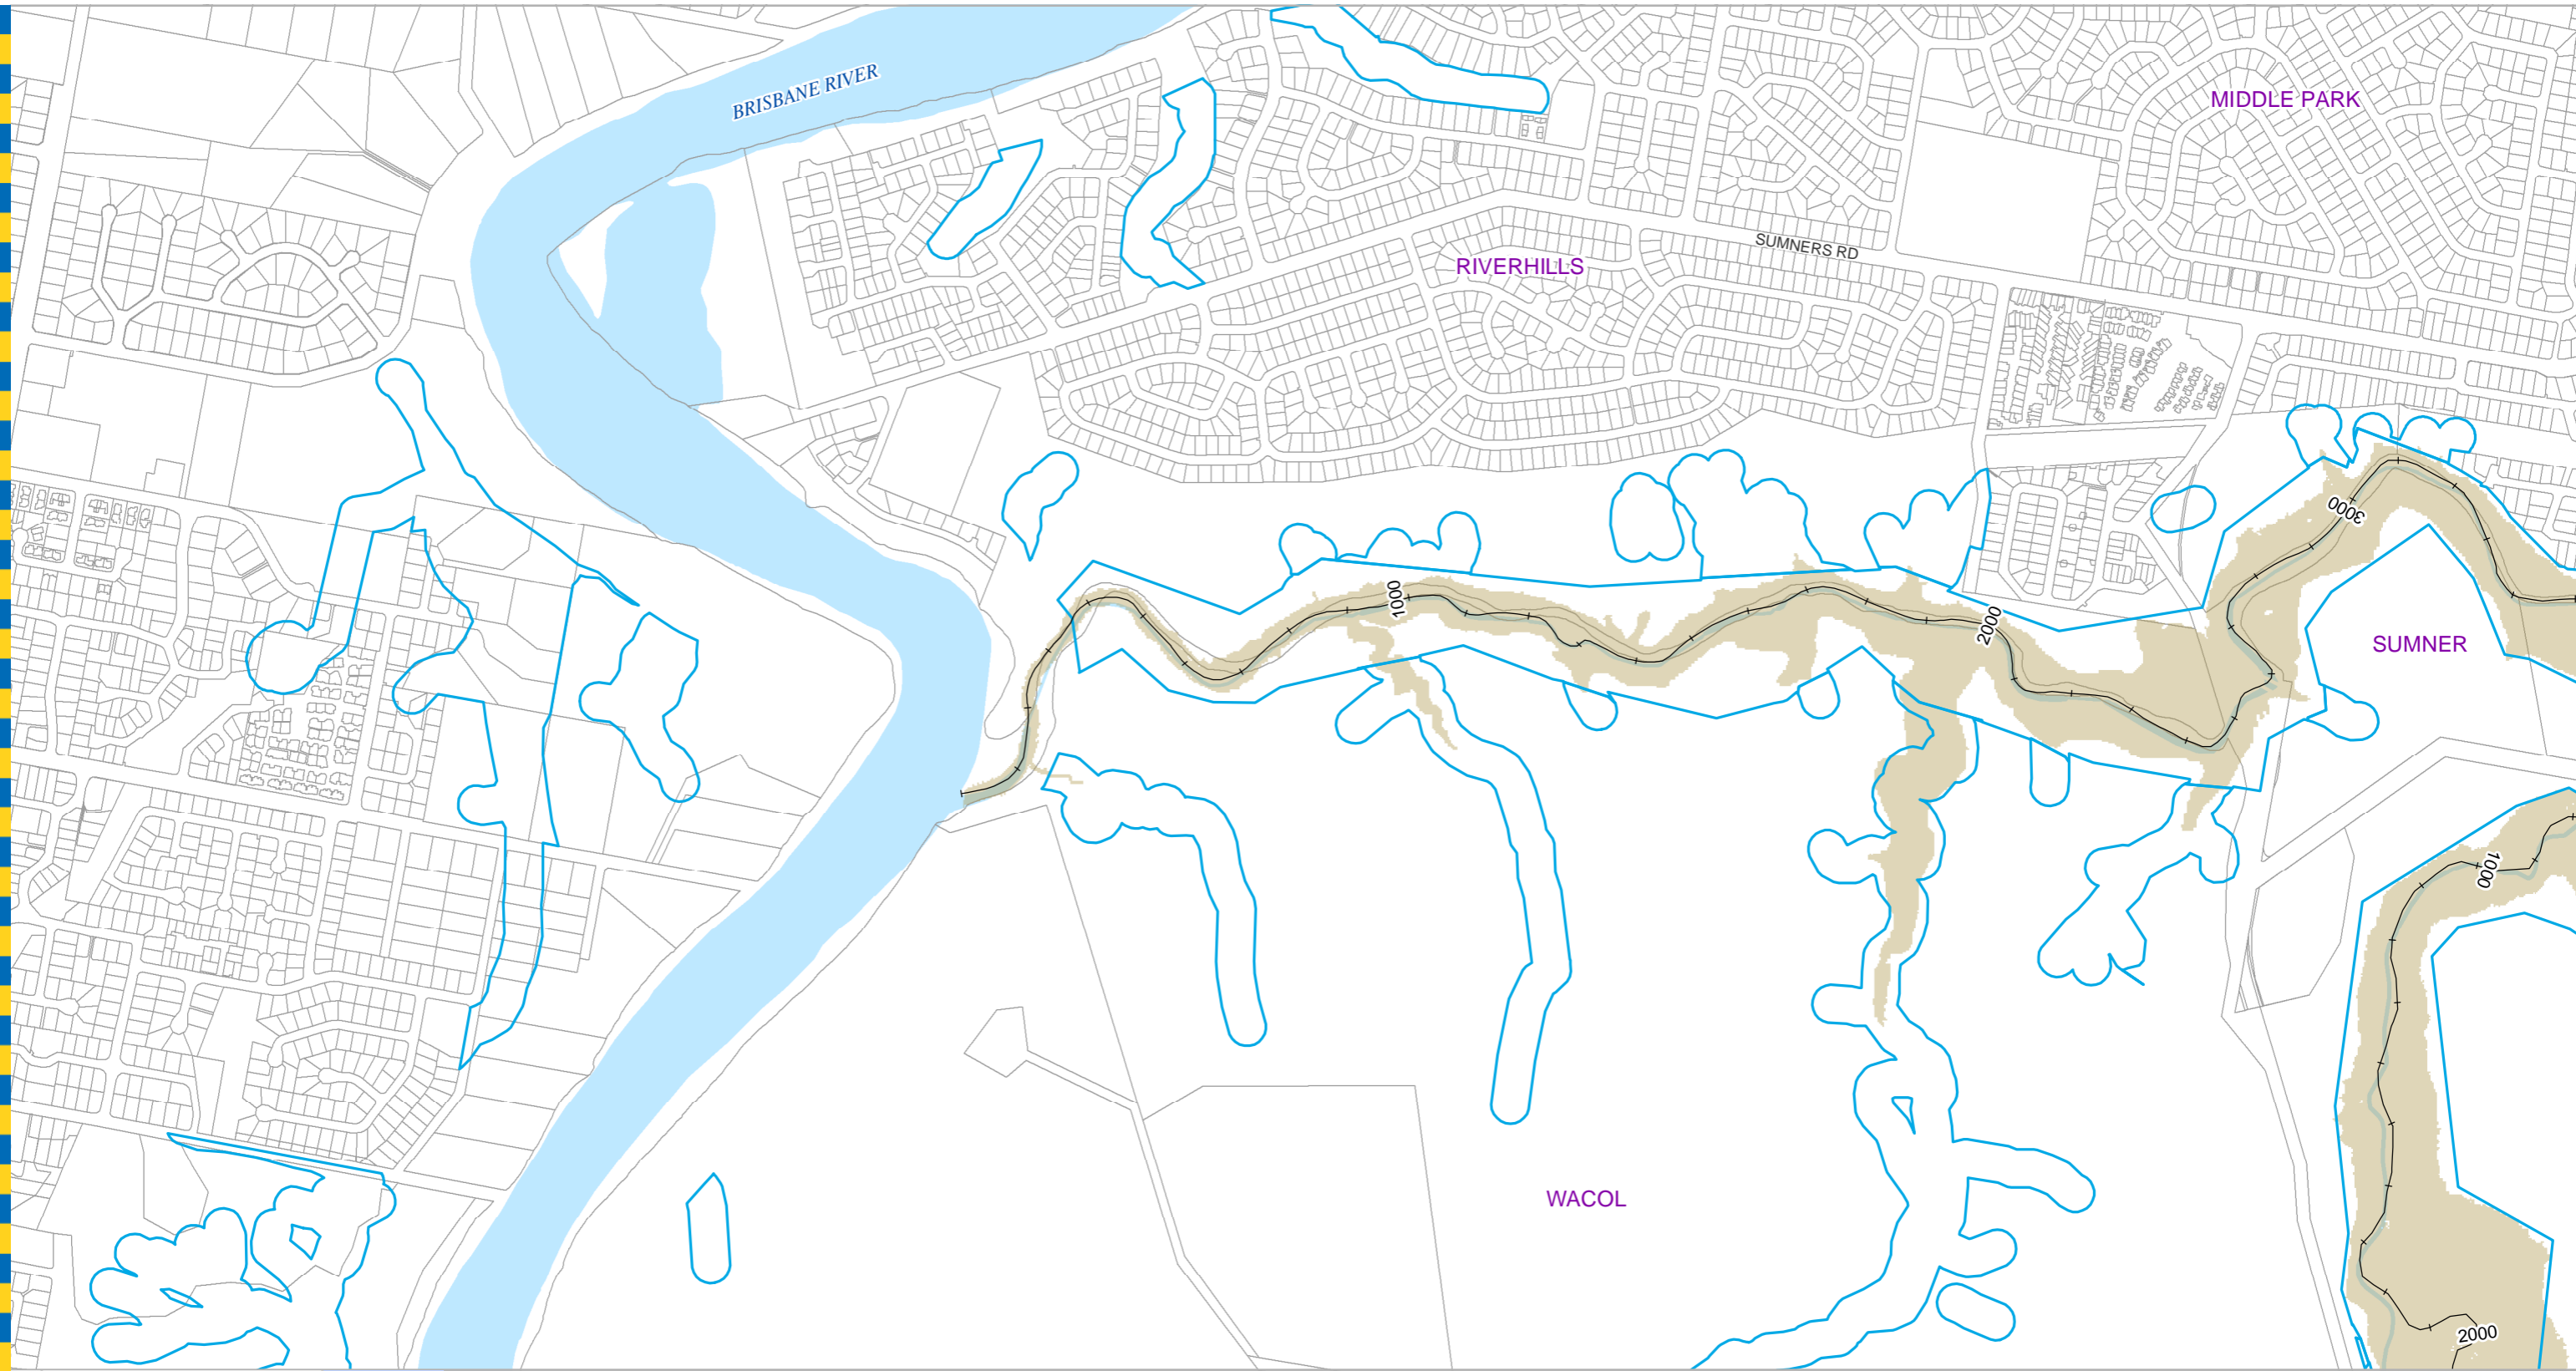 BRISBANE RIVER
MIDDLE PARK
SUMNERS RD
RIVERHILLS
3000
1000
2000
SUMNER
1000
WACOL
2000